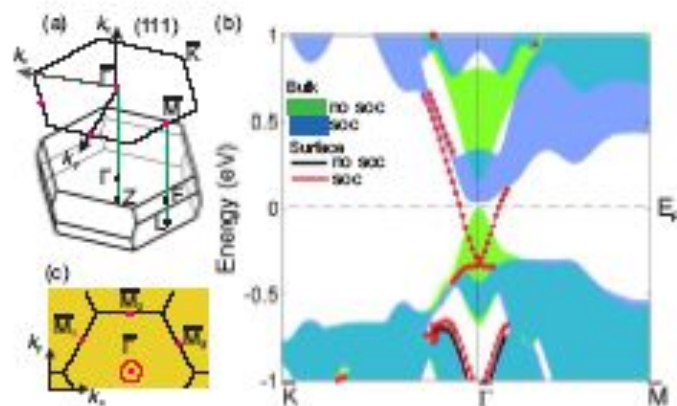 (a)
(111)
(b)
k_z
K̅
k_x
Γ̅
M̅
k_y
Γ
Z
F
L
(c)
M̅₁
M̅₂
M̅₃
Γ̅
k_y
k_x
Energy (eV)
1
0.5
0
-0.5
-1
Bulk
no soc
soc
Surface
no soc
soc
E_F
K̅
Γ̅
M̅